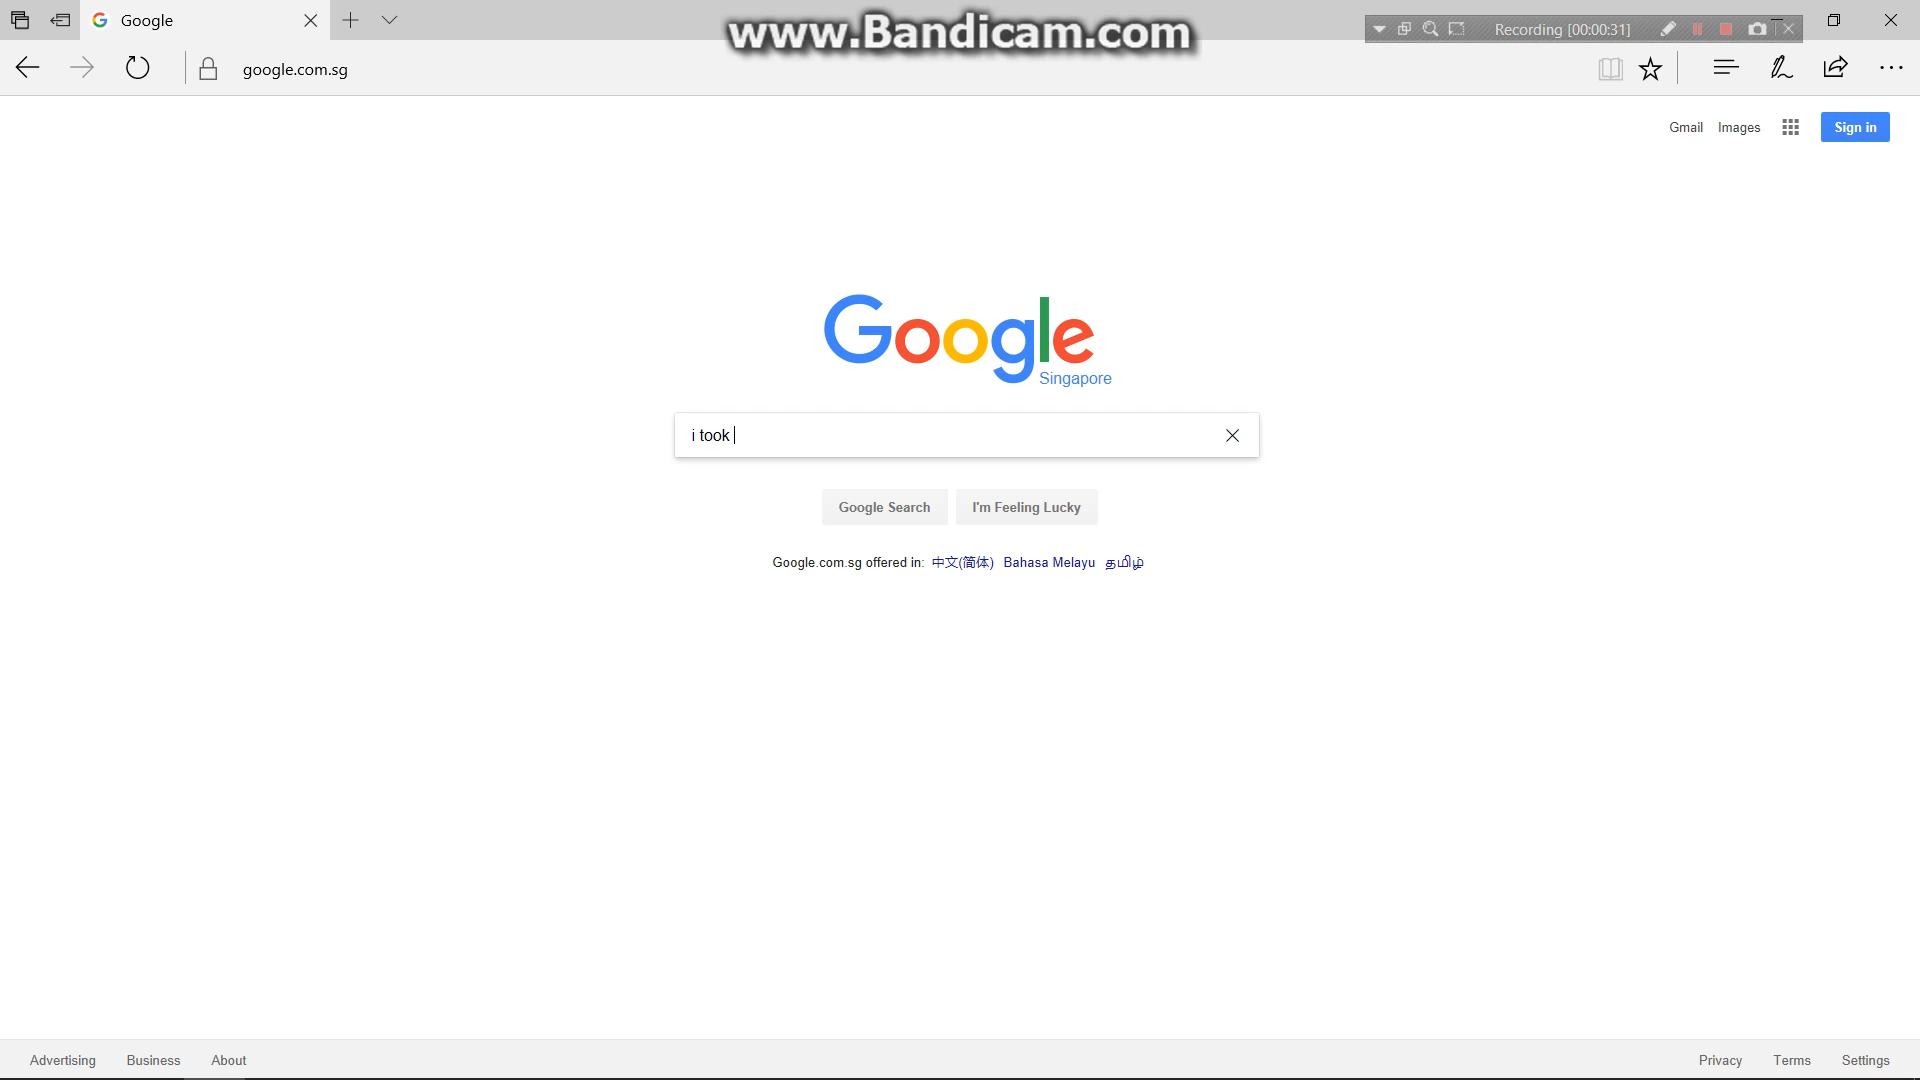 Google
www.Bandicam.com
Recording [00:00:31]
google.com.sg
Gmail Images Sign in
Google
Singapore
i took
Google Search I'm Feeling Lucky
Google.com.sg offered in: 中文(简体) Bahasa Melayu தமிழ்
Advertising Business About Privacy Terms Settings